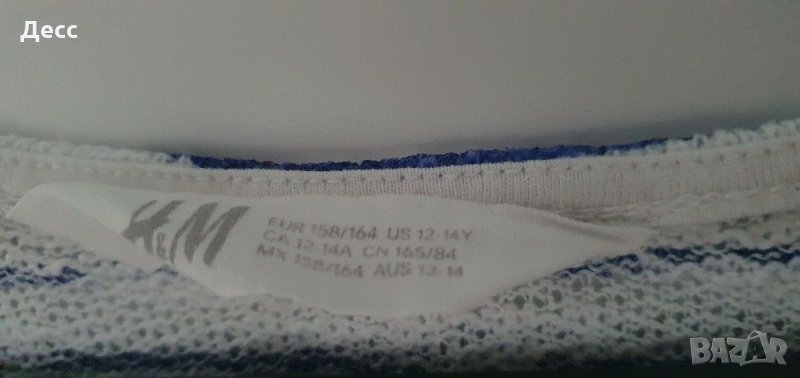 Десс
H&M
EUR 158/164 US 12-14Y
CA 12-14A CN 165/84
MX 158/164 AUS 13-14
BAZAR